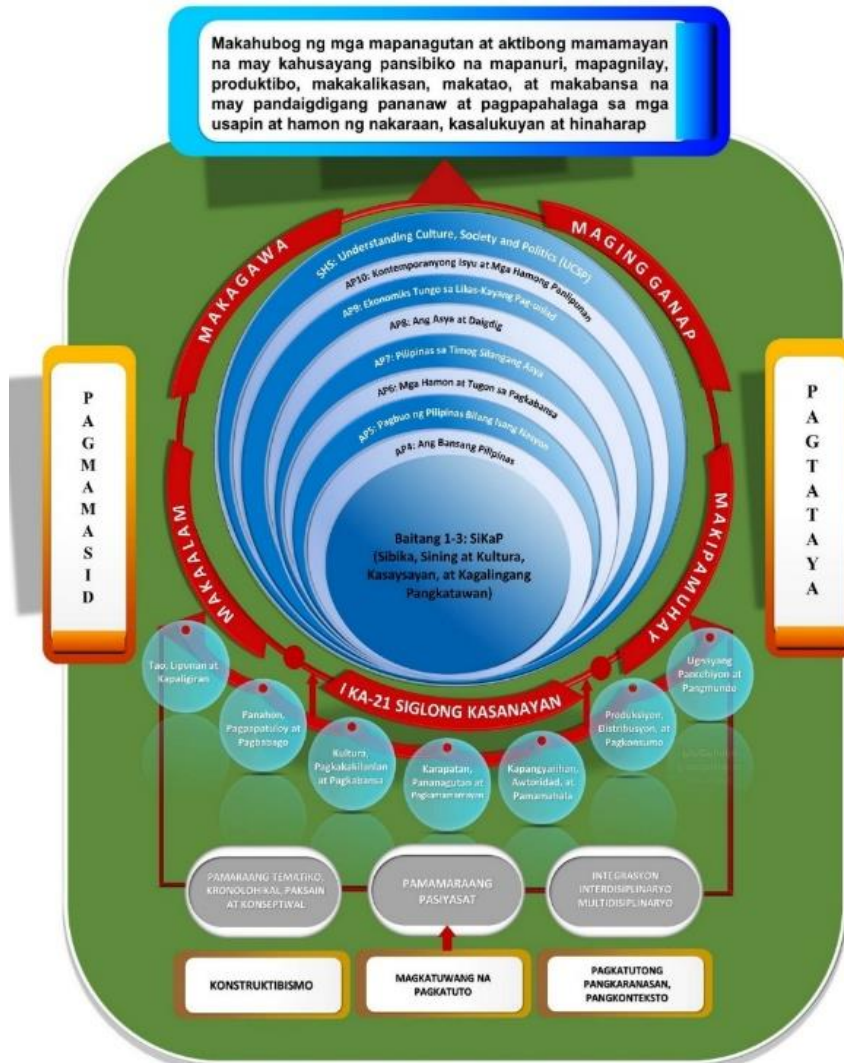 Makahubog ng mga mapanagutan at aktibong mamamayan
na may kahusayang pansibiko na mapanuri, mapagnilay,
produktibo, makakalikasan, makatao, at makabansa na
may pandaigdigang pananaw at pagpapahalaga sa mga
usapin at hamon ng nakaraan, kasalukuyan at hinaharap
MAKAGAWA
MAGING GANAP
SHS: Understanding Culture, Society and Politics (UCSP)
AP10: Kontemporanyong Isyu at Mga Hamong Panlipunan
AP9: Ekonomiks Tungo sa Likas-Kayang Pag-unlad
AP8: Ang Asya at Daigdig
AP7: Pilipinas sa Timog Silangang Asya
AP6: Mga Hamon at Tugon sa Pagkabansa
AP5: Pagbuo ng Pilipinas Bilang Isang Nasyon
AP4: Ang Bansang Pilipinas
Baitang 1-3: SiKaP
(Sibika, Sining at Kultura,
Kasaysayan, at Kagalingang
Pangkatawan)
PAGMAMASID
PAGTATAYA
MAKAALAM
MAKIPAMUHAY
I KA-21 SIGLONG KASANAYAN
Tao, Lipunan at
Kapaligiran
Panahon,
Pagpapatuloy at
Pagbabago
Kultura,
Pagkakakilanlan
at Pagkabansa
Karapatan,
Pananagutan at
Pagkamamamayan
Kapangyarihan,
Awtoridad, at
Pamamahala
Produksiyon,
Distribusyon, at
Pagkonsumo
Ugnayang
Panrehiyon at
Pangmundo
PAMARAANG TEMATIKO,
KRONOLOHIKAL, PAKSAIN
AT KONSEPTWAL
PAMAMARAANG
PASIYASAT
INTEGRASYON
INTERDISIPLINARYO
MULTIDISIPLINARYO
KONSTRUKTIBISMO
MAGKATUWANG NA
PAGKATUTO
PAGKATUTONG
PANGKARANASAN,
PANGKONTEKSTO